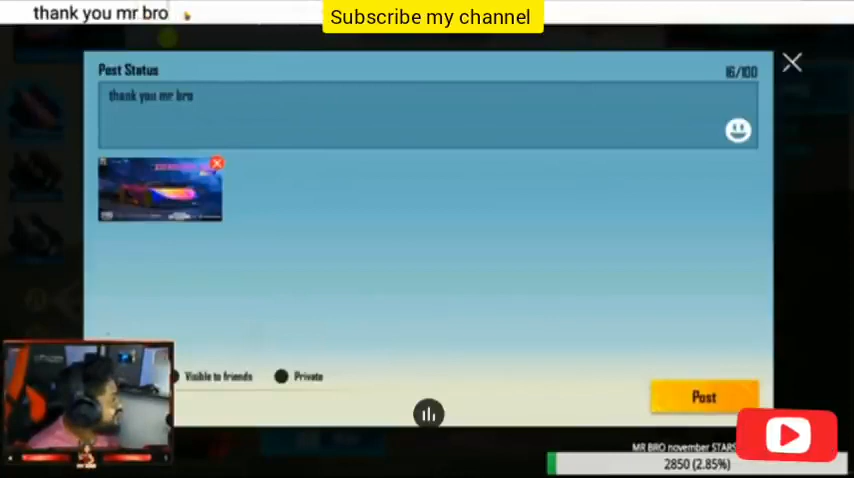 thank you mr bro
Subscribe my channel
Post Status
16/100
thank you mr bro
Visible to friends
Private
Post
MR BRO november STARS
2850 (2.85%)